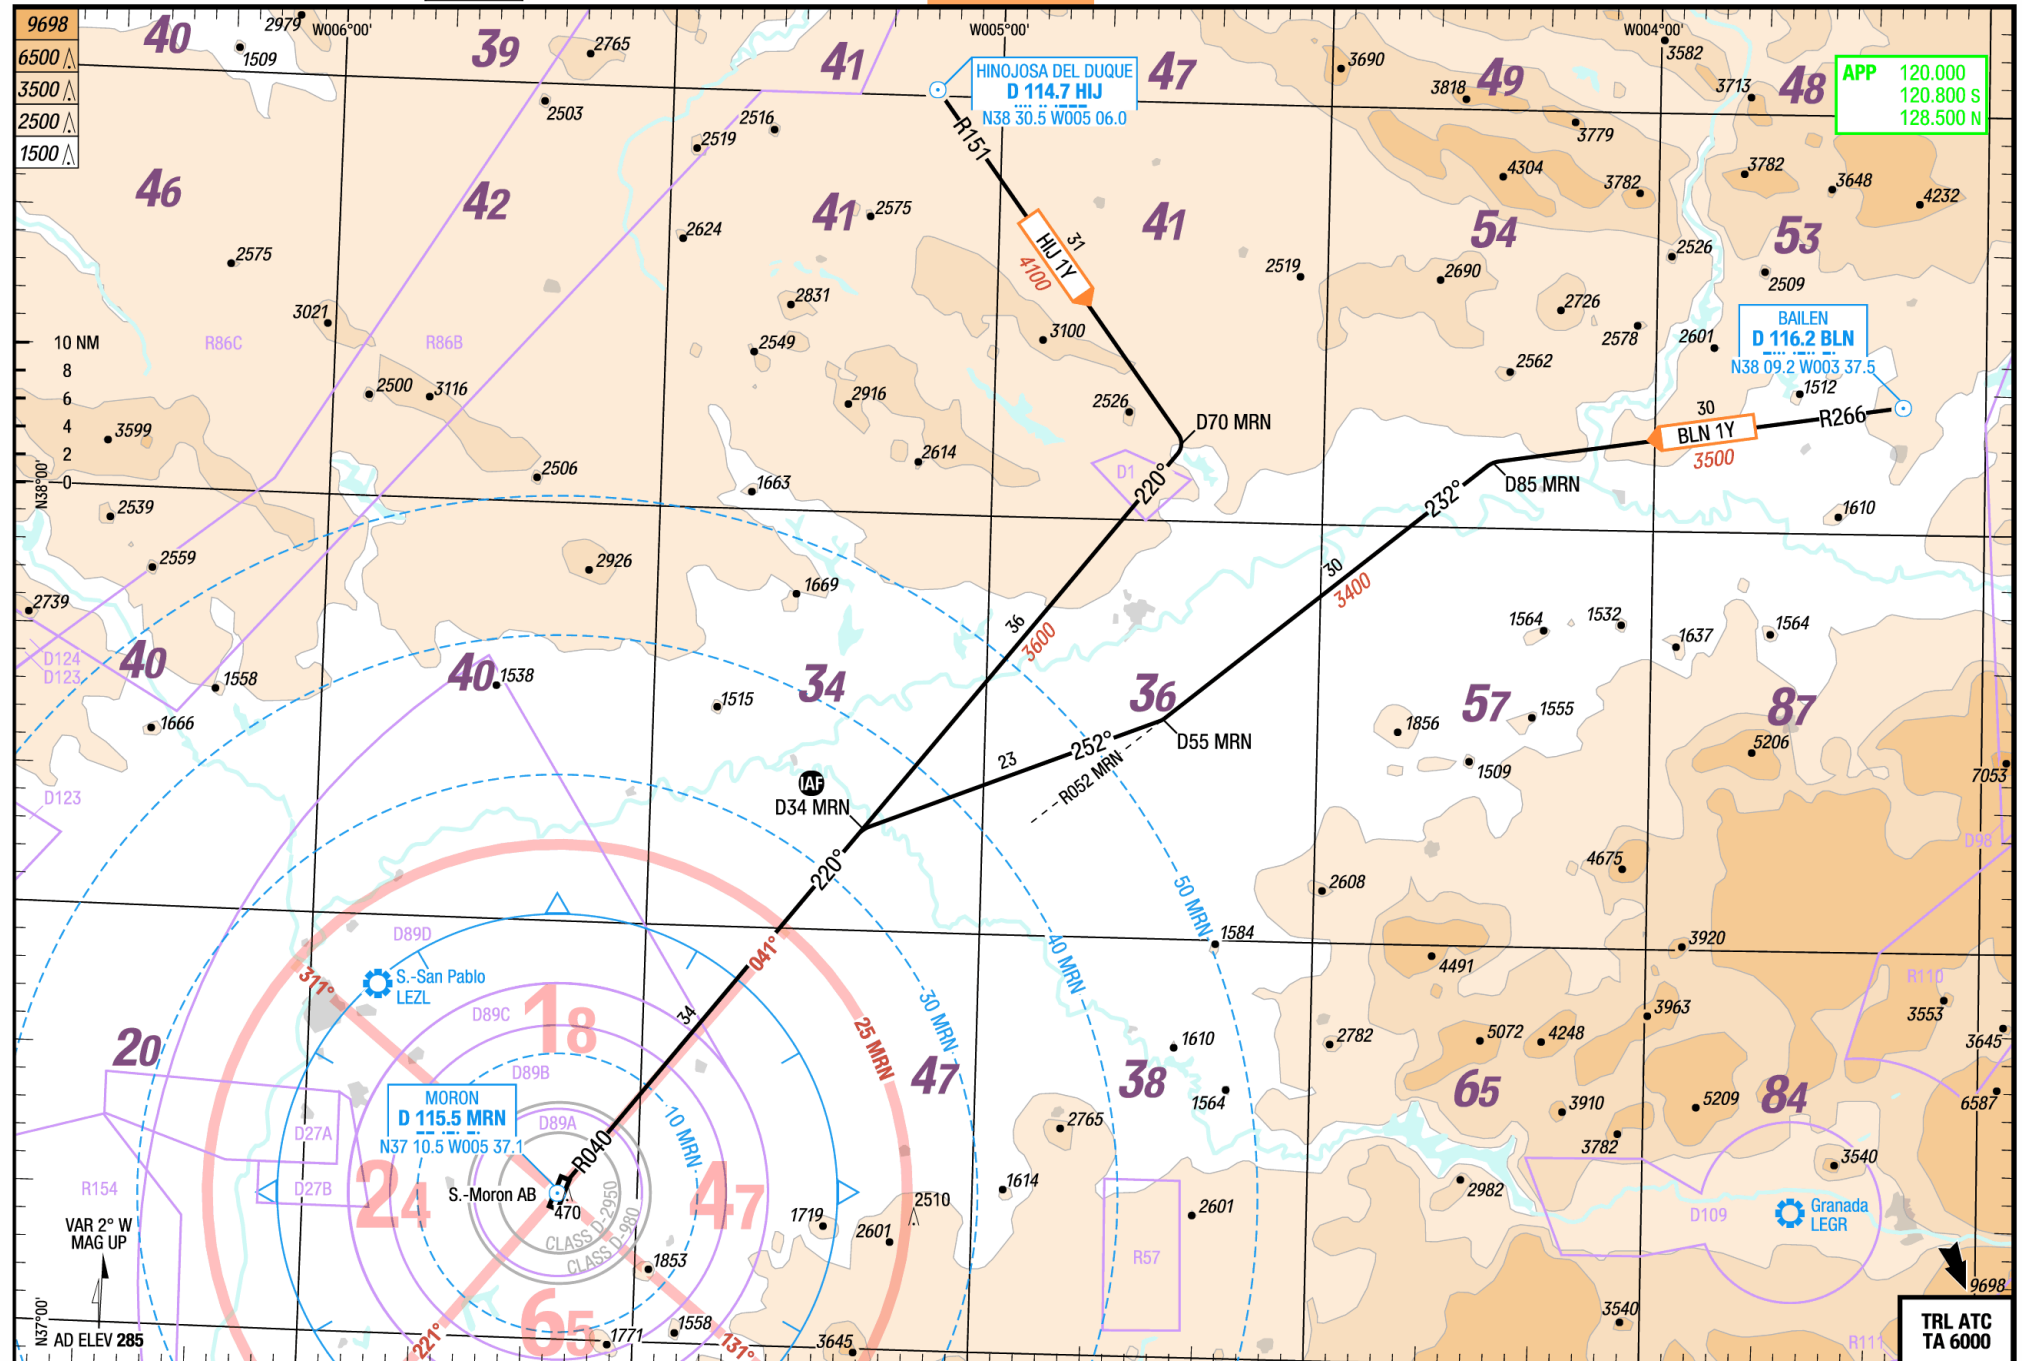 9698
6500
3500
2500
1500
40
2979
1509
W006°00'
39
2765
2503
41
2516
2519
W005°00'
HINOJOSA DEL DUQUE
D 114.7 HIJ
N38 30.5 W005 06.0
47
3690
3818
49
3779
W004°00'
3582
3713
48
APP 120.000
120.800 S
128.500 N
4304
3782
3782
3648
4232
46
42
41
2575
41
54
53
R151
31
HIJ 1Y
4100
2575
2624
2519
2690
2526
2509
3021
R86C
R86B
2831
2549
3100
2726
2578
2601
2562
BAILEN
D 116.2 BLN
N38 09.2 W003 37.5
1512
10 NM
8
6
4
2
0
N38°00'
2500
3116
2916
2526
D70 MRN
30
BLN 1Y
3500
R266
3599
2506
2614
D1
220°
D85 MRN
232°
1663
2539
1610
2559
2926
1669
30
3400
2739
36
3600
1564
1532
1637
1564
D124
D123
40
40
1538
34
36
57
87
1558
1666
1515
D55 MRN
1856
1555
1509
5206
7053
252°
23
R052 MRN
IAF
D34 MRN
D123
D98
220°
4675
2608
50 MRN
1584
3920
4491
D89D
041°
40 MRN
311°
S.-San Pablo
LEZL
R110
3553
30 MRN
D89C
18
34
25 MRN
3963
5072
4248
3645
20
D89B
2782
1610
47
38
1564
65
84
6587
MORON
D 115.5 MRN
N37 10.5 W005 37.1
D89A
10 MRN
2765
3910
5209
3782
D27A
R040
3540
R154
D27B
24
47
S.-Moron AB
470
CLASS D-2950
CLASS D-980
1614
2510
2982
1719
2601
2601
D109
Granada
LEGR
VAR 2° W
MAG UP
R57
1853
9698
N37°00'
AD ELEV 285
221°
65
1771
1558
131°
3645
3540
R111
TRL ATC
TA 6000